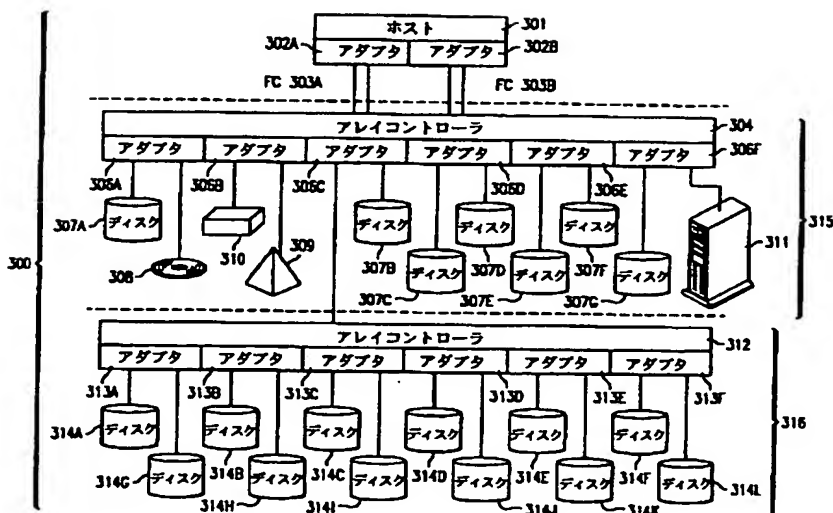 ホスト 301
302A アダプタ アダプタ 302B
FC 303A FC 303B
アレイコントローラ 304
アダプタ アダプタ アダプタ アダプタ アダプタ アダプタ 306F
306A 306B 306C 306D 306E
307A ディスク 310 ディスク ディスク ディスク 311 315
300 308 309 307B ディスク 307D ディスク 307F ディスク
307C 307E 307G
アレイコントローラ 312
アダプタ アダプタ アダプタ アダプタ アダプタ アダプタ
313A 313B 313C 313D 313E 313F
ディスク ディスク ディスク ディスク ディスク ディスク 316
314A ディスク 314B ディスク 314C ディスク 314D ディスク 314E ディスク 314F ディスク 314L
314G 314H 314I 314J 314K